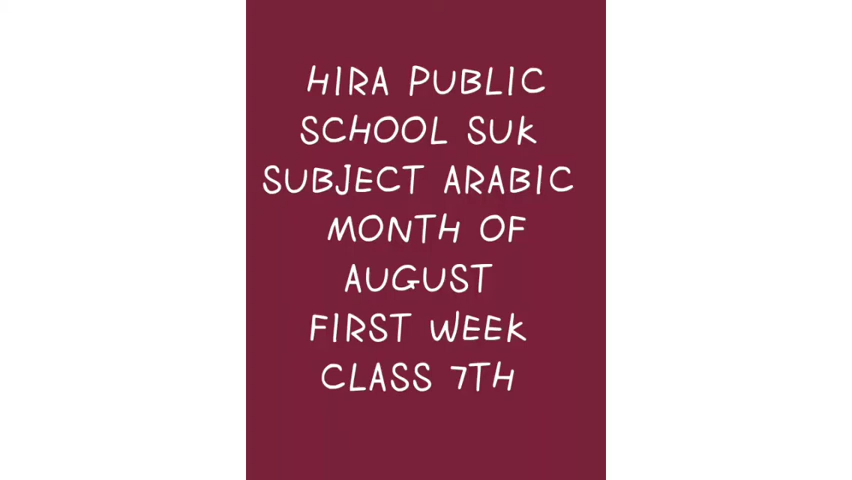 HIRA PUBLIC
SCHOOL SUK
SUBJECT ARABIC
MONTH OF
AUGUST
FIRST WEEK
CLASS 7TH